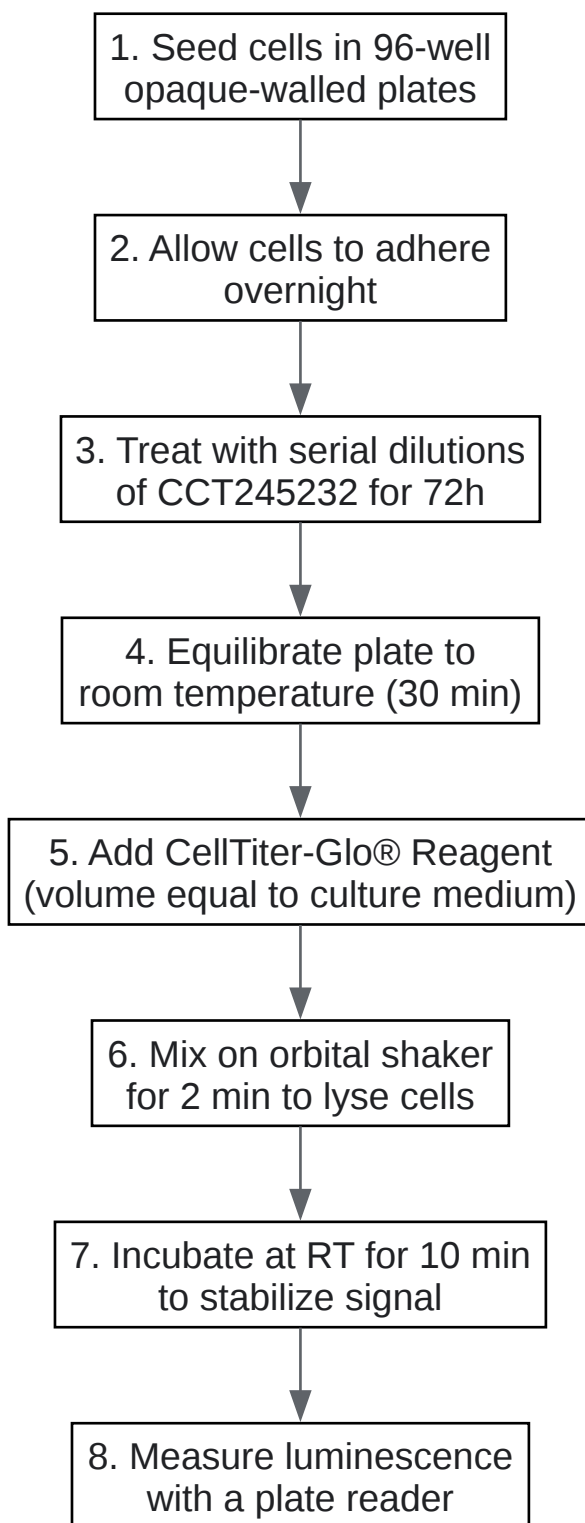 1. Seed cells in 96-well
opaque-walled plates
2. Allow cells to adhere
overnight
3. Treat with serial dilutions
of CCT245232 for 72h
4. Equilibrate plate to
room temperature (30 min)
5. Add CellTiter-Glo® Reagent
(volume equal to culture medium)
6. Mix on orbital shaker
for 2 min to lyse cells
7. Incubate at RT for 10 min
to stabilize signal
8. Measure luminescence
with a plate reader